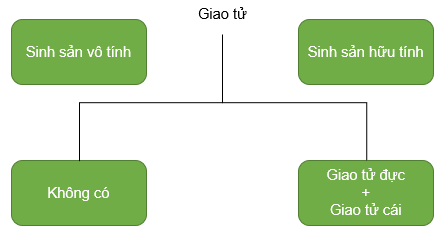 Giao tử
Sinh sản vô tính
Sinh sản hữu tính
Không có
Giao tử đực
+
Giao tử cái